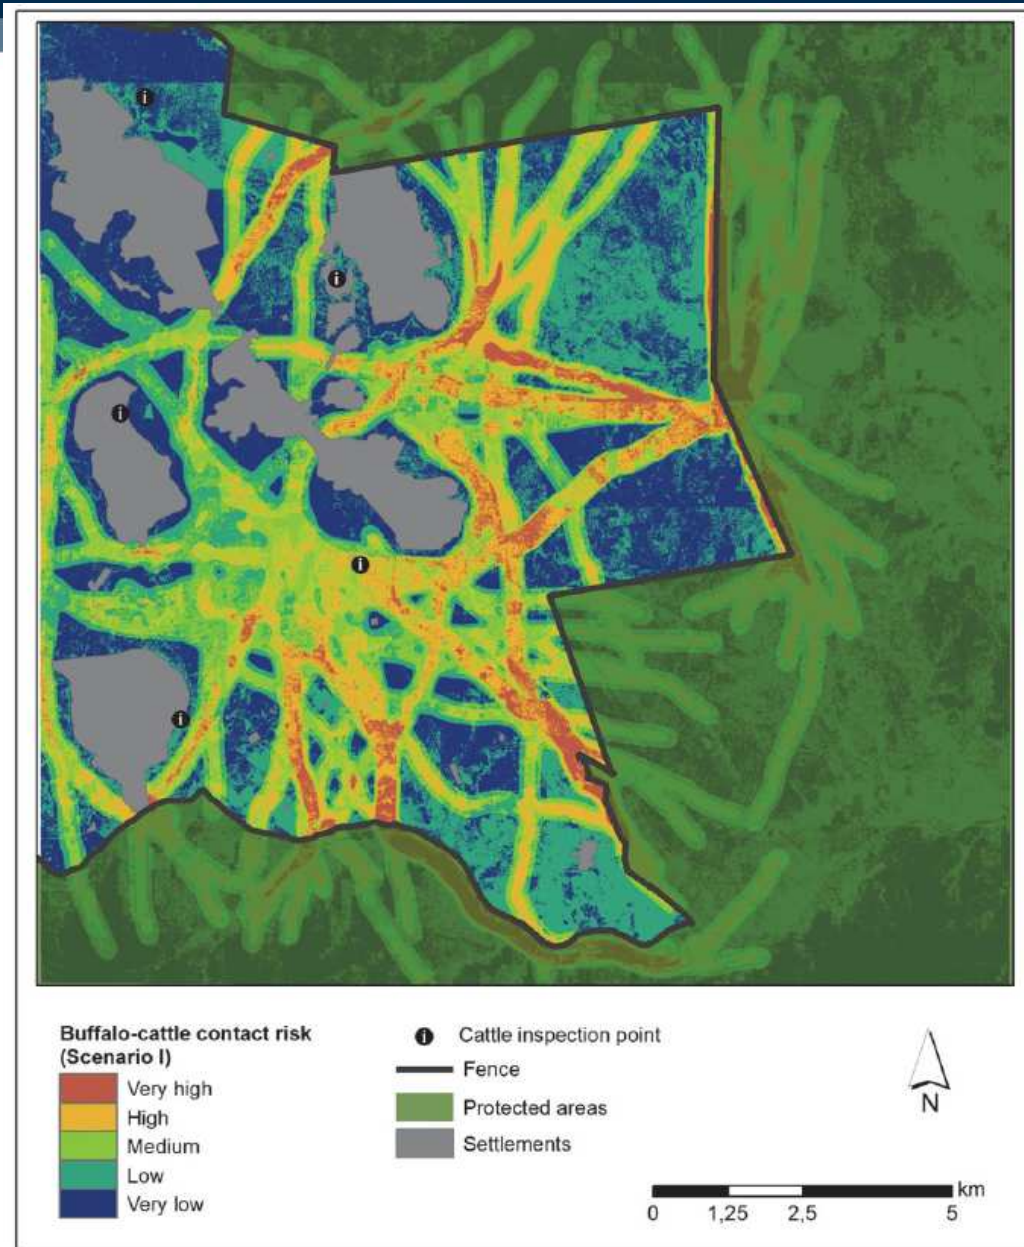 i
i
i
i
i
Buffalo-cattle contact risk
(Scenario I)
Very high
High
Medium
Low
Very low
i Cattle inspection point
Fence
Protected areas
Settlements
N
km
0 1,25 2,5 5